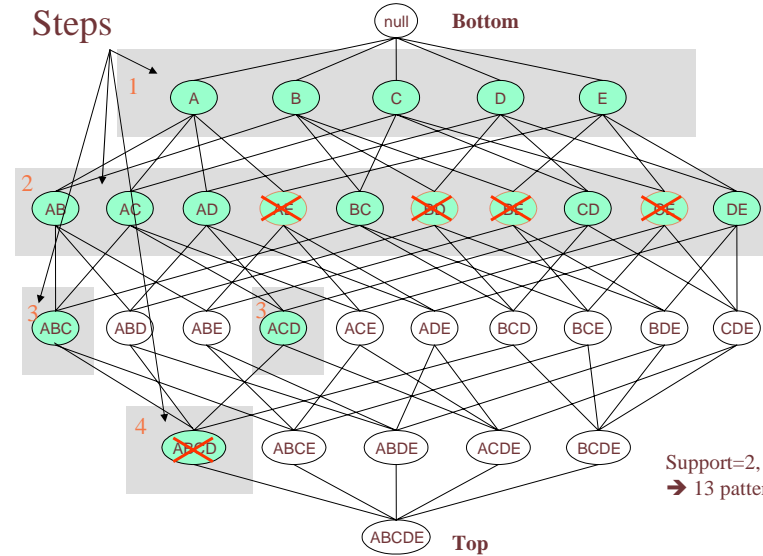 Steps
null
Bottom
1
A B C D E
2
AB AC AD AE BC BD BE CD CE DE
3 3
ABC ABD ABE ACD ACE ADE BCD BCE BDE CDE
4
ABCD ABCE ABDE ACDE BCDE
Support=2,
➔ 13 patter
ABCDE
Top